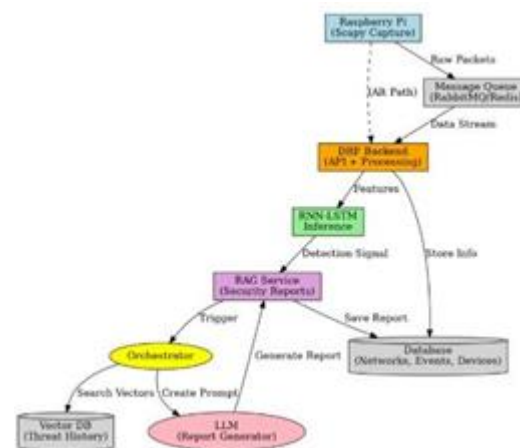 Raspberry Pi
(Scapy Capture)
Raw Packets
(Alt Path)
Message Queue
(RabbitMQ/Redis)
Data Stream
DRF Backend
(API + Processing)
Features
RNN-LSTM
Inference
Detection Signal
Store Info
RAG Service
(Security Reports)
Trigger
Save Report
Generate Report
Orchestrator
Database
(Networks, Events, Devices)
Search Vectors
Create Prompt
Vector DB
(Threat History)
LLM
(Report Generator)